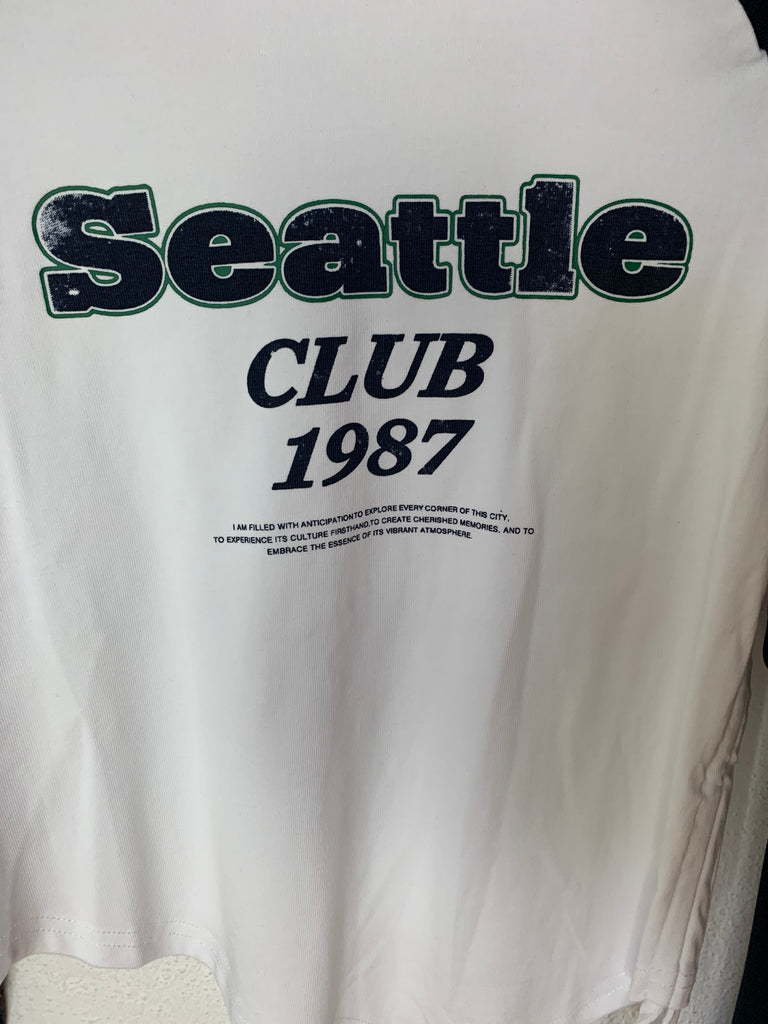 Seattle
CLUB
1987
I AM FILLED WITH ANTICIPATIONTO EXPLORE EVERY CORNER OF THIS CITY,
TO EXPERIENCE ITS CULTURE FIRSTHAND,TO CREATE CHERISHED MEMORIES, AND TO
EMBRACE THE ESSENCE OF ITS VIBRANT ATMOSPHERE.